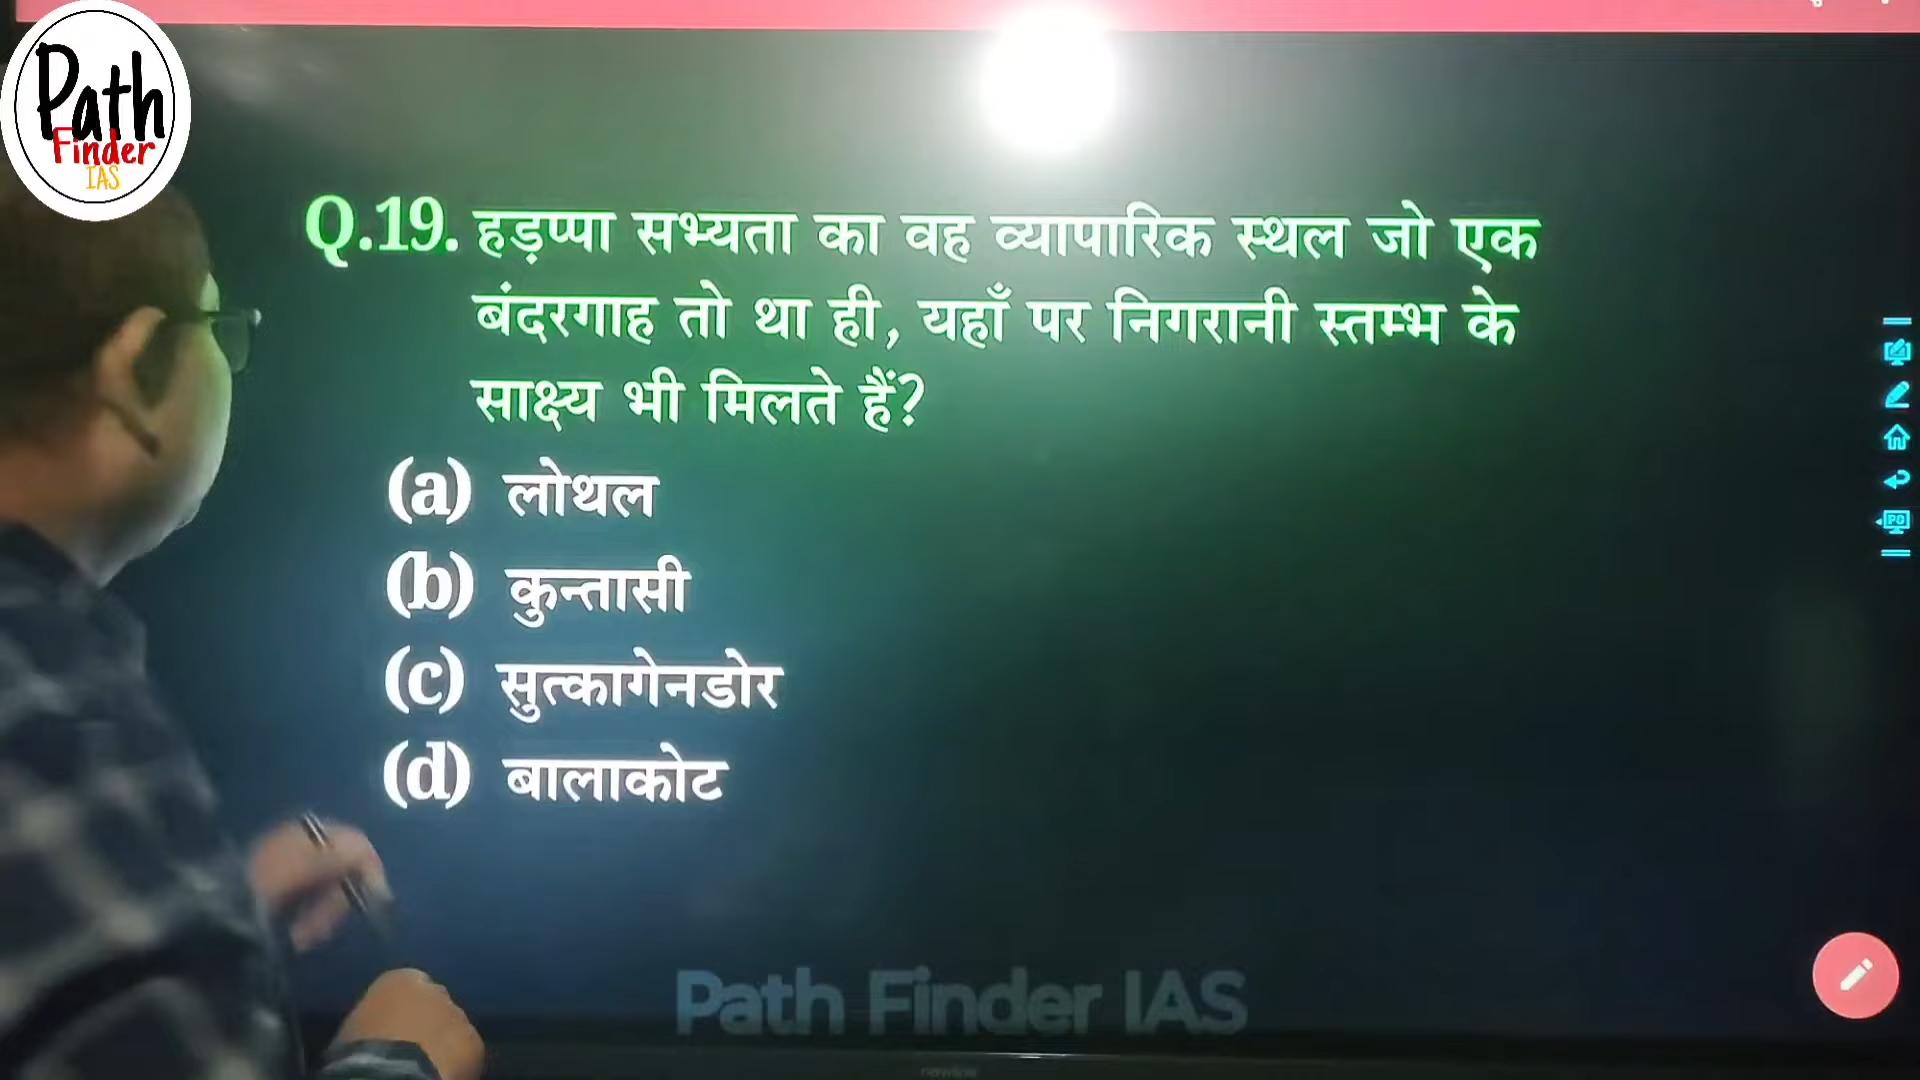 Path
Finder
IAS
Q.19. हड़प्पा सभ्यता का वह व्यापारिक स्थल जो एक
बंदरगाह तो था ही, यहाँ पर निगरानी स्तम्भ के
साक्ष्य भी मिलते हैं?
(a) लोथल
(b) कुन्तासी
(c) सुत्कागेनडोर
(d) बालाकोट
Path Finder IAS